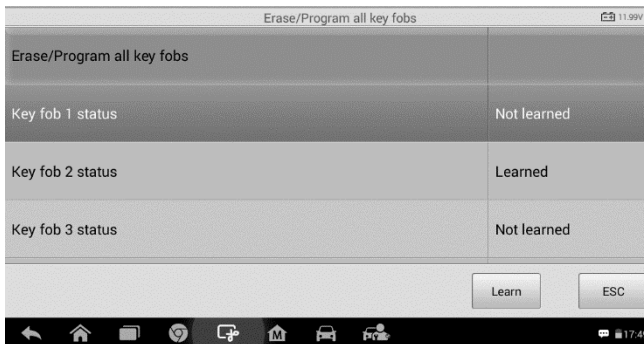 Erase/Program all key fobs
11.99V
Erase/Program all key fobs
Key fob 1 status Not learned
Key fob 2 status Learned
Key fob 3 status Not learned
Learn ESC
M